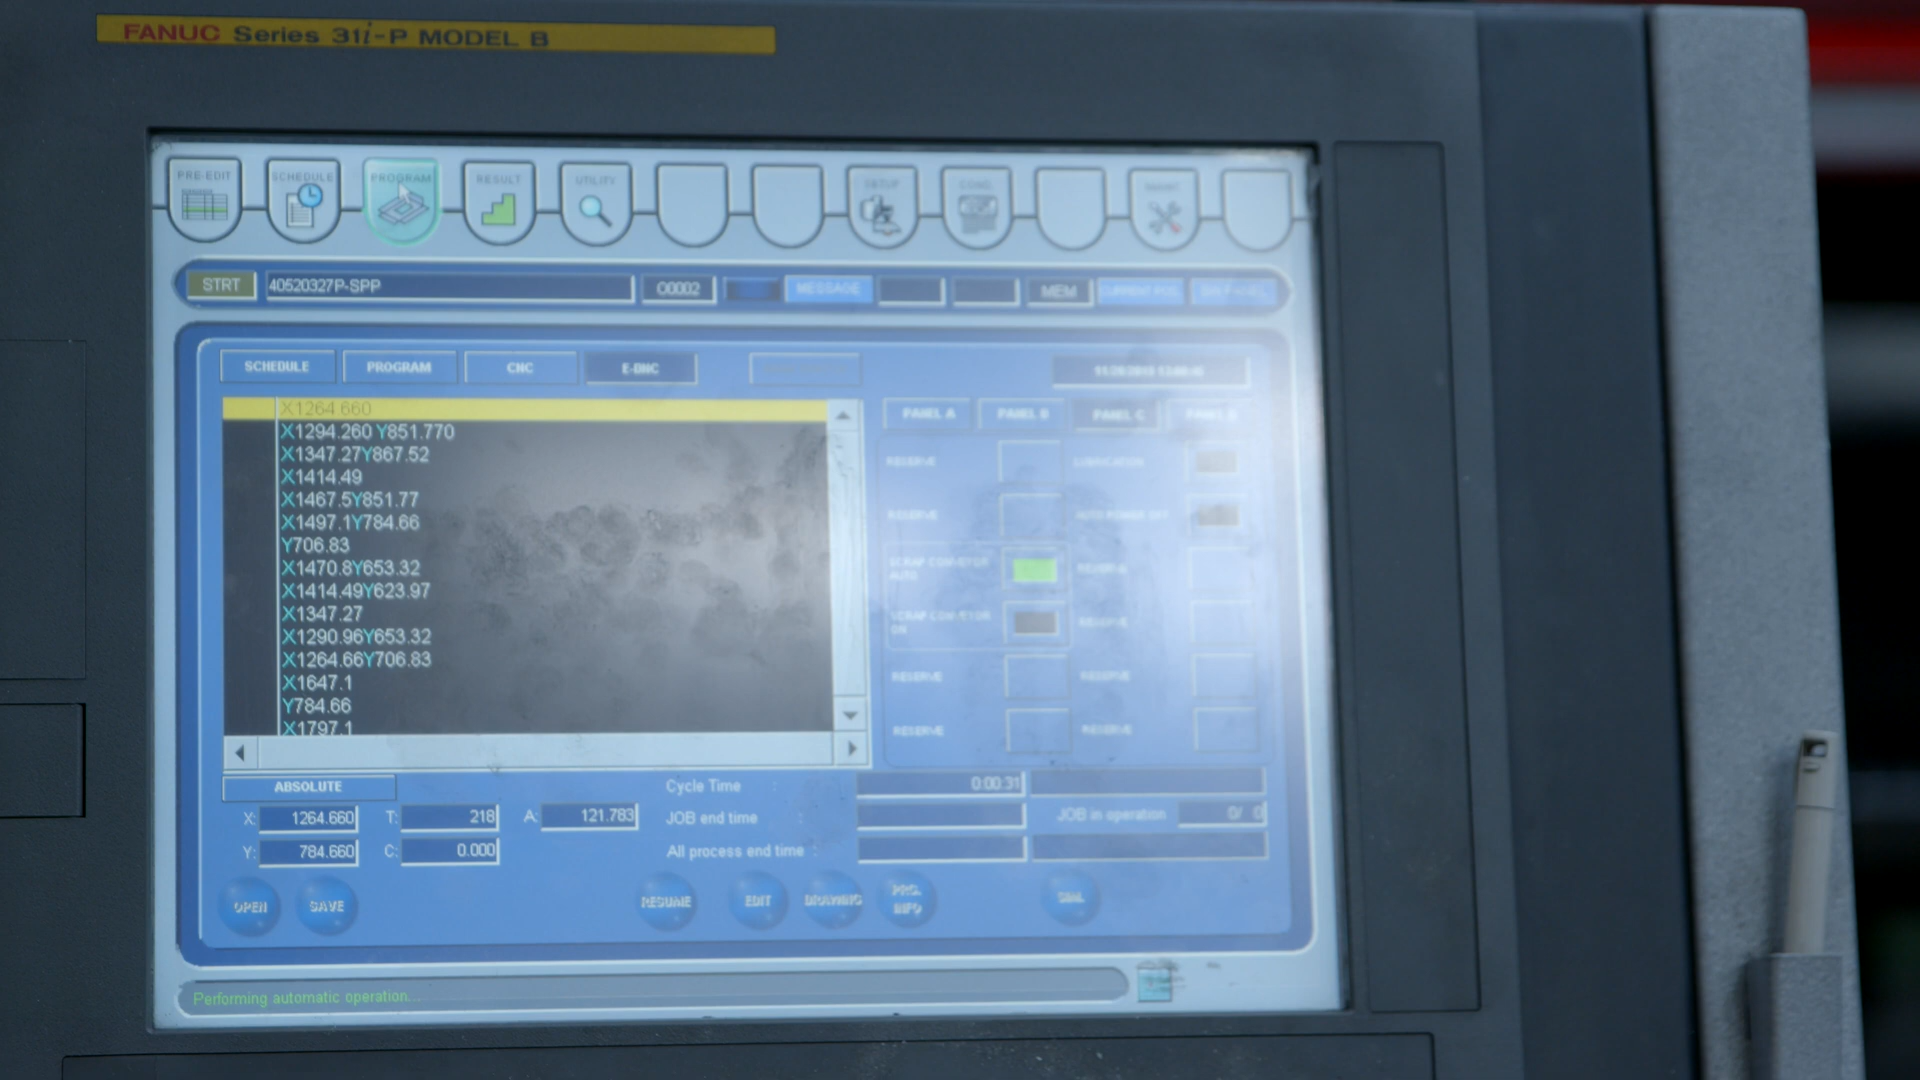 FANUC Series 31i-P MODEL B
PRE-EDIT SCHEDULE PROGRAM RESULT UTILITY SETUP
STRT 40520327P-SPP O0002 MESSAGE MEM CURRENT POS.
SCHEDULE PROGRAM CNC E-DNC
X1264.660
X1294.260 Y851.770
X1347.27Y867.52
X1414.49
X1467.5Y851.77
X1497.1Y784.66
Y706.83
X1470.8Y653.32
X1414.49Y623.97
X1347.27
X1290.96Y653.32
X1264.66Y706.83
X1647.1
Y784.66
X1797.1
PANEL A PANEL B PANEL C
RESERVE LUBRICATION
RESERVE AUTO POWER OFF
SCRAP CONVEYOR AUTO RESERVE
SCRAP CONVEYOR ON RESERVE
RESERVE RESERVE
RESERVE RESERVE
ABSOLUTE
X: 1264.660 T: 218 A: 121.783
Y: 784.660 C: 0.000
Cycle Time : 0:00:31
JOB end time : JOB in operation 0/ 0
All process end time :
OPEN SAVE RESUME EDIT DRAWING PRG. INFO
Performing automatic operation...